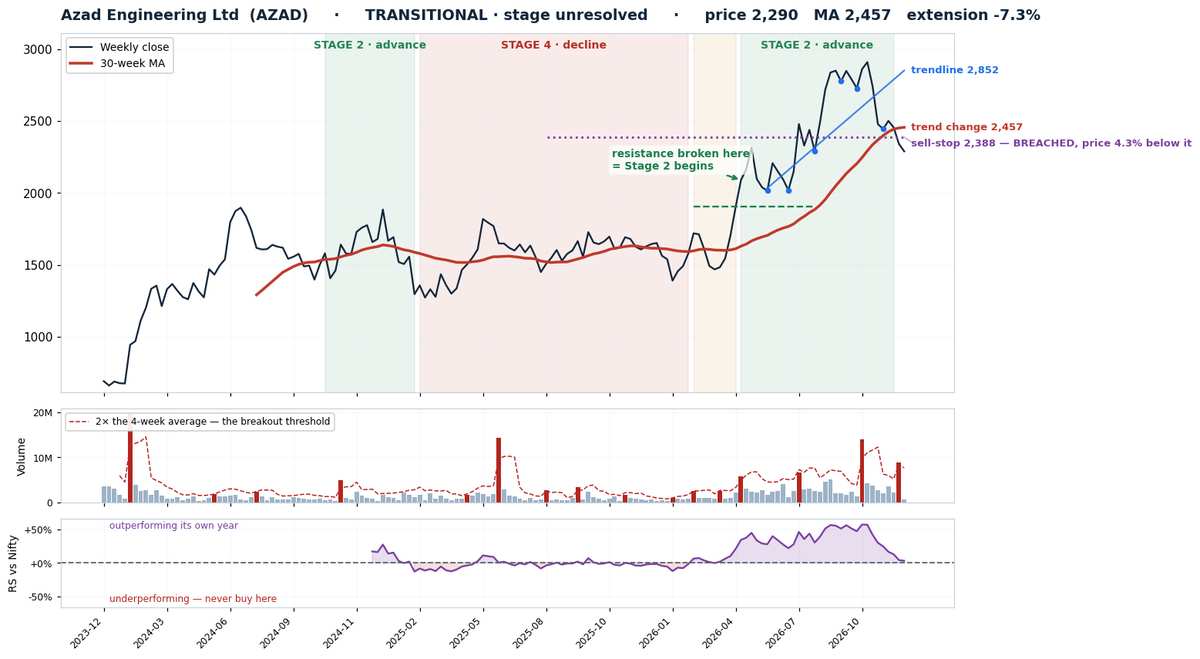 Azad Engineering Ltd  (AZAD)     ·     TRANSITIONAL · stage unresolved     ·     price 2,290   MA 2,457   extension -7.3%
Weekly close
30-week MA
STAGE 2 · advance
STAGE 4 · decline
STAGE 2 · advance
3000
2500
2000
1500
1000
trendline 2,852
trend change 2,457
sell-stop 2,388 — BREACHED, price 4.3% below it
resistance broken here
= Stage 2 begins
2× the 4-week average — the breakout threshold
Volume
20M
10M
0
RS vs Nifty
+50%
+0%
-50%
outperforming its own year
underperforming — never buy here
2023-12
2024-03
2024-06
2024-09
2024-11
2025-02
2025-05
2025-08
2025-10
2026-01
2026-04
2026-07
2026-10